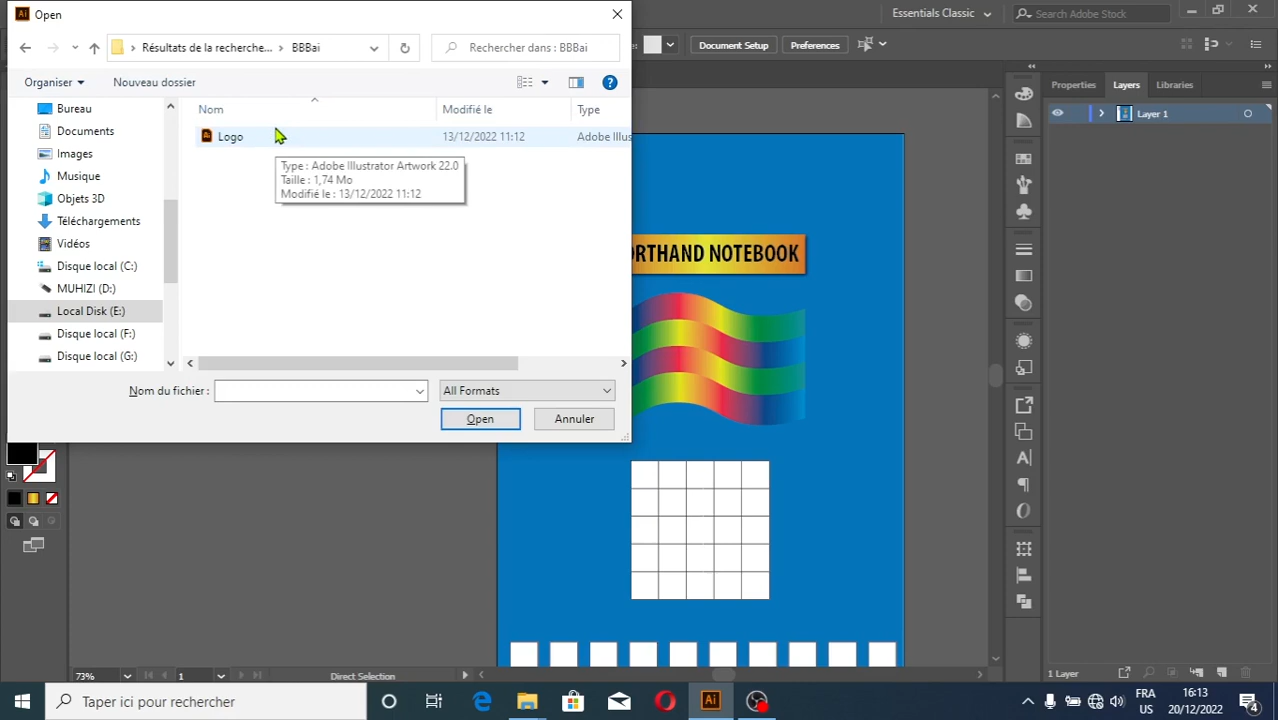 Open
Essentials Classic
Search Adobe Stock
Résultats de la recherche...
BBBai
Rechercher dans : BBBai
Document Setup
Preferences
Organiser
Nouveau dossier
Properties
Layers
Libraries
Bureau
Nom
Modifié le
Type
Layer 1
Documents
Logo
13/12/2022 11:12
Adobe Illus
Images
Type : Adobe Illustrator Artwork 22.0
Taille : 1,74 Mo
Modifié le : 13/12/2022 11:12
Musique
Objets 3D
Téléchargements
Vidéos
Disque local (C:)
MUHIZI (D:)
Local Disk (E:)
Disque local (F:)
Disque local (G:)
ORTHAND NOTEBOOK
Nom du fichier :
All Formats
Open
Annuler
73%
1
Direct Selection
1 Layer
Taper ici pour rechercher
FRA
US
16:13
20/12/2022
4